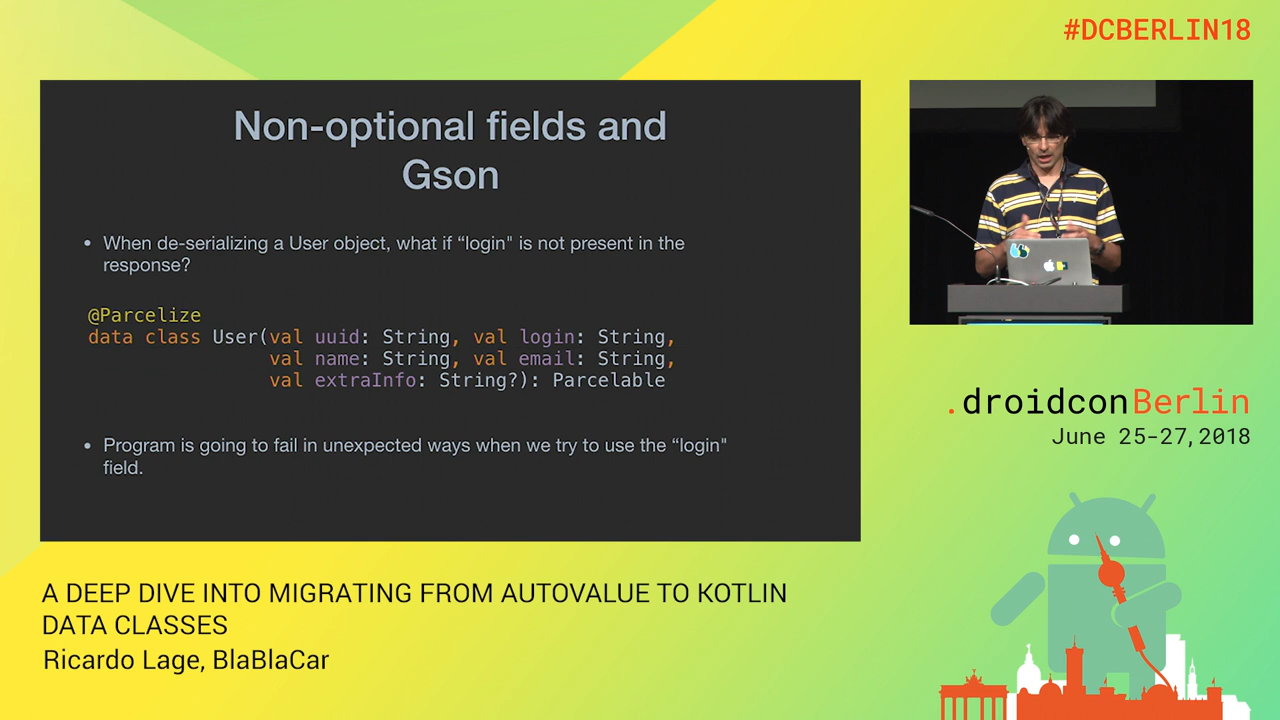 #DCBERLIN18
Non-optional fields and
Gson
• When de-serializing a User object, what if “login" is not present in the
response?
@Parcelize
data class User(val uuid: String, val login: String,
val name: String, val email: String,
val extraInfo: String?): Parcelable
• Program is going to fail in unexpected ways when we try to use the “login"
field.
.droidconBerlin
June 25-27, 2018
A DEEP DIVE INTO MIGRATING FROM AUTOVALUE TO KOTLIN
DATA CLASSES
Ricardo Lage, BlaBlaCar